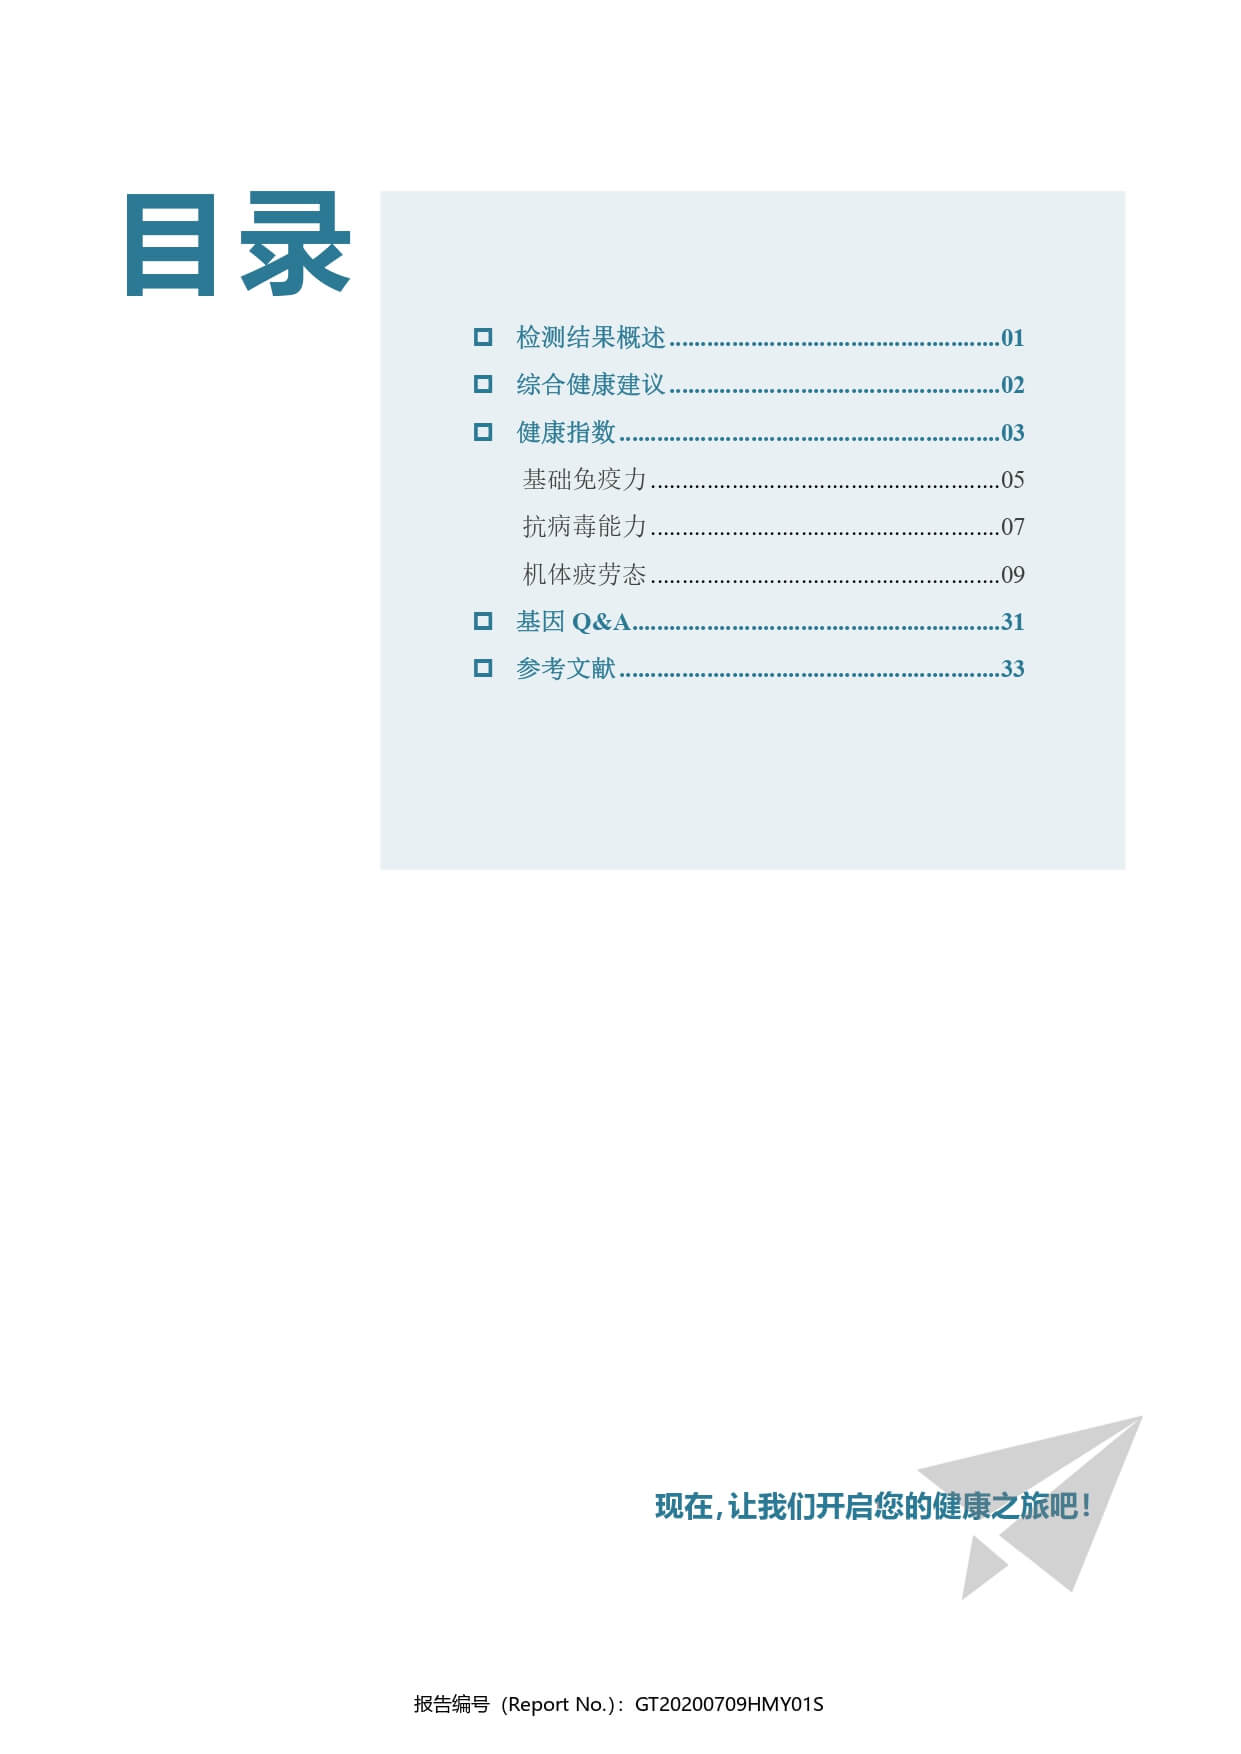 目录
检测结果概述.....................................................01
综合健康建议.....................................................02
健康指数.............................................................03
基础免疫力........................................................05
抗病毒能力........................................................07
机体疲劳态........................................................09
基因 Q&A...........................................................31
参考文献.............................................................33
现在,让我们开启您的健康之旅吧!
报告编号 (Report No.): GT20200709HMY01S